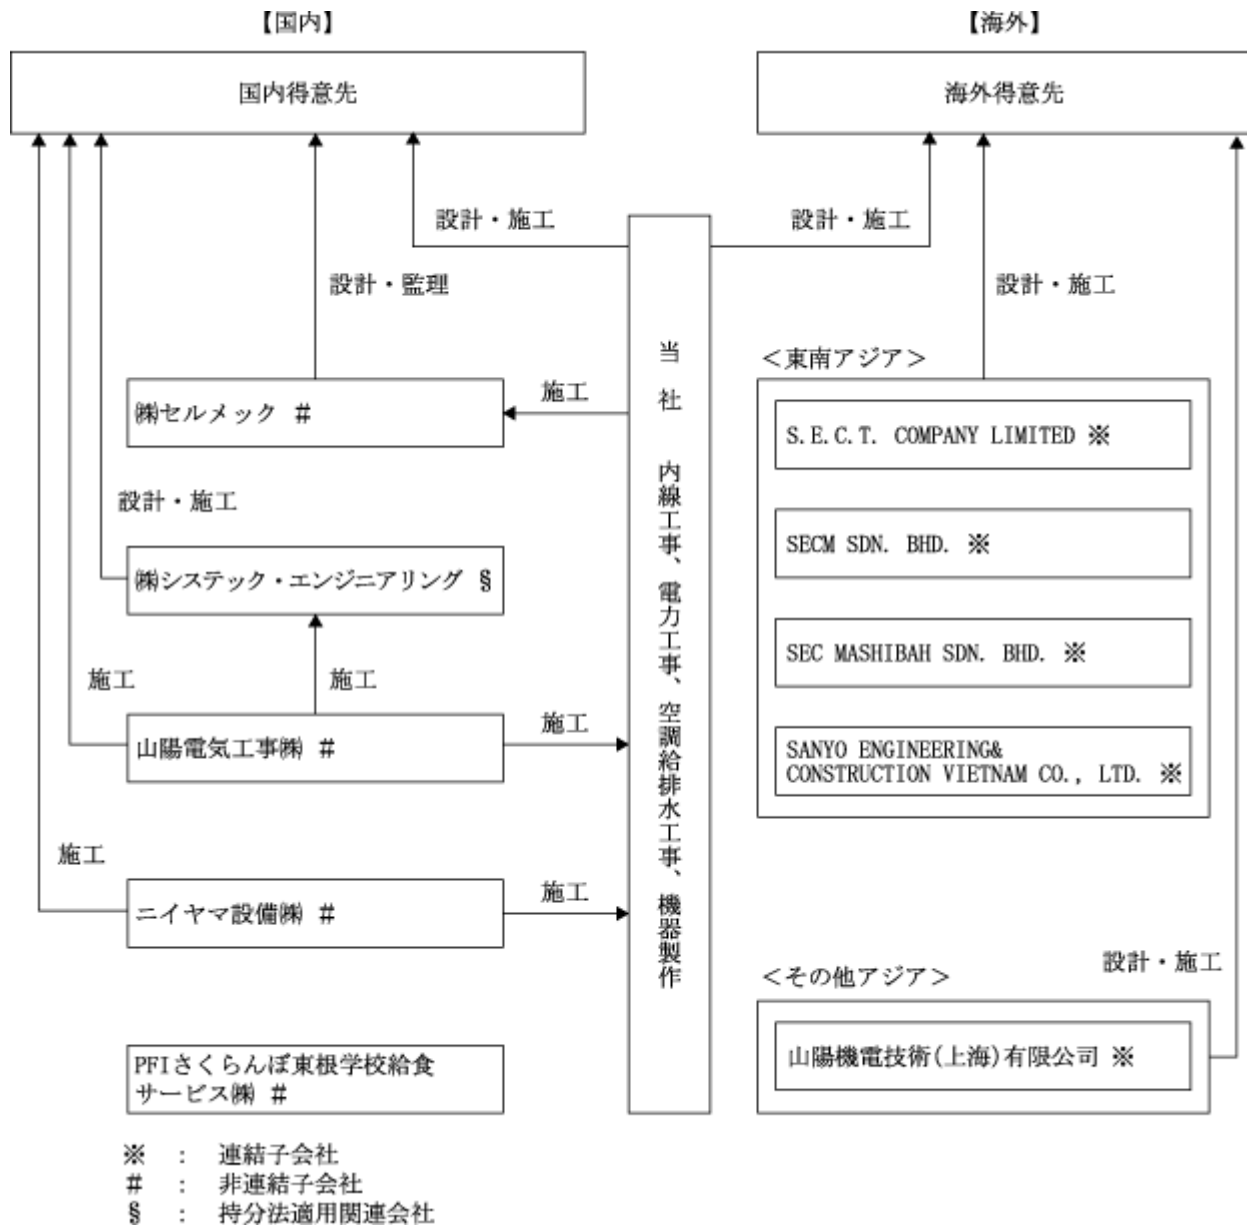 【国内】
【海外】
国内得意先
海外得意先
設計・施工
設計・施工
設計・監理
設計・施工
当社 内線工事、電力工事、空調給排水工事、機器製作
<東南アジア>
㈱セルメック #
施工
S.E.C.T. COMPANY LIMITED ※
設計・施工
SECM SDN. BHD. ※
㈱システック・エンジニアリング §
施工
施工
SEC MASHIBAH SDN. BHD. ※
山陽電気工事㈱ #
施工
SANYO ENGINEERING&
CONSTRUCTION VIETNAM CO., LTD. ※
施工
ニイヤマ設備㈱ #
施工
<その他アジア>
設計・施工
山陽機電技術(上海)有限公司 ※
PFIさくらんぼ東根学校給食
サービス㈱ #
※ : 連結子会社
# : 非連結子会社
§ : 持分法適用関連会社